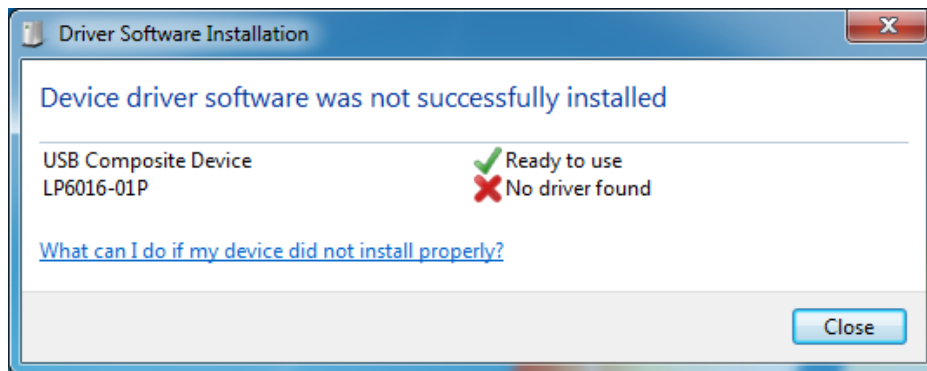 Driver Software Installation
Device driver software was not successfully installed
USB Composite Device Ready to use
LP6016-01P No driver found
What can I do if my device did not install properly?
Close